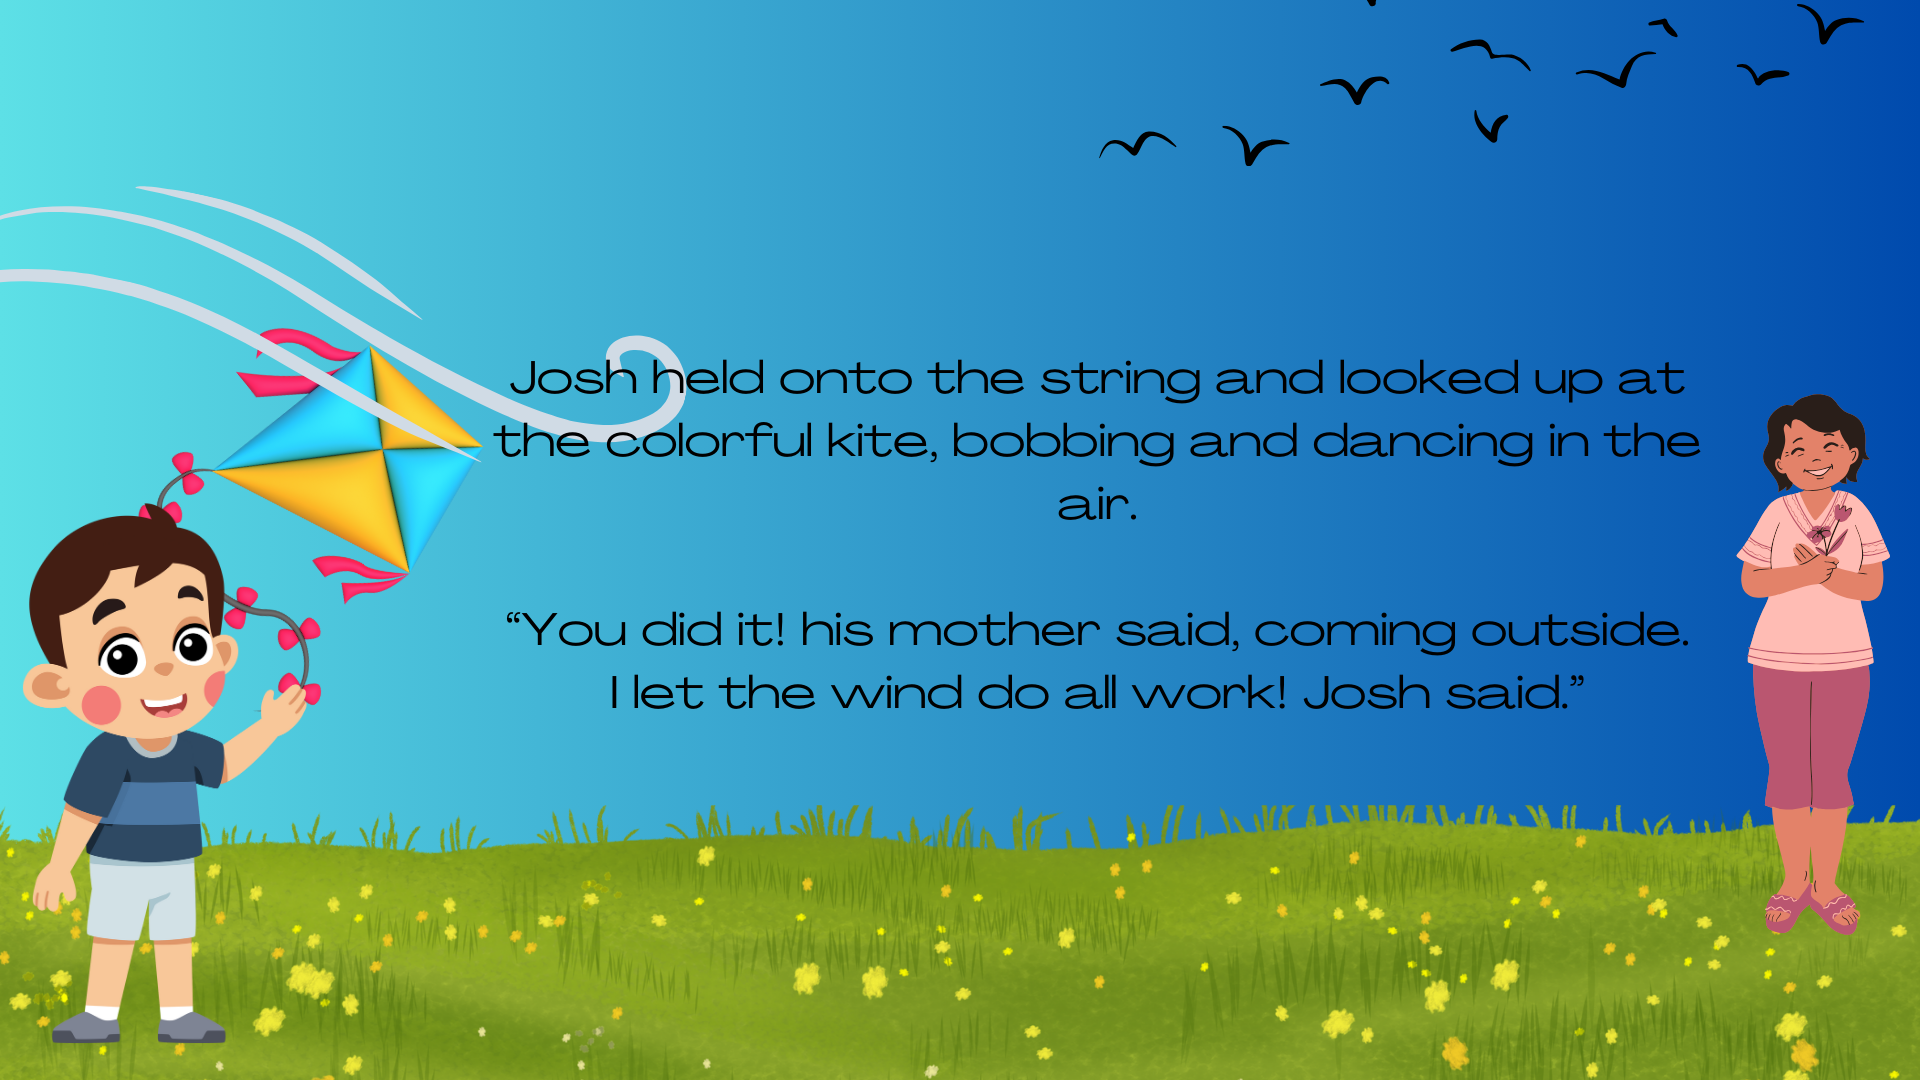 Josh held onto the string and looked up at
the colorful kite, bobbing and dancing in the
air.
“You did it! his mother said, coming outside.
I let the wind do all work! Josh said.”